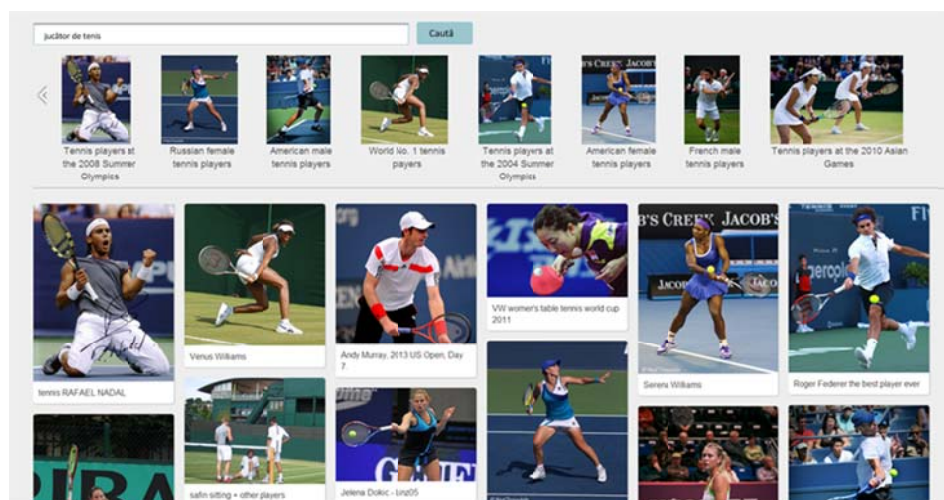 jucător de tenis
Caută
Tennis players at
the 2008 Summer
Olympics
Russian female
tennis players
American male
tennis players
World No. 1 tennis
payers
Tennis players at
the 2004 Summer
Olympics
American female
tennis players
French male
tennis players
Tennis players at the 2010 Asian
Games
B'S CREEK JACOB'S
tennis RAFAEL NADAL
Venus Williams
Andy Murray, 2013 US Open, Day
7.
VW women's table tennis world cup
2011
Serena Williams
Roger Federer the best player ever
safin sitting + other players
Jelena Dokic - linz05